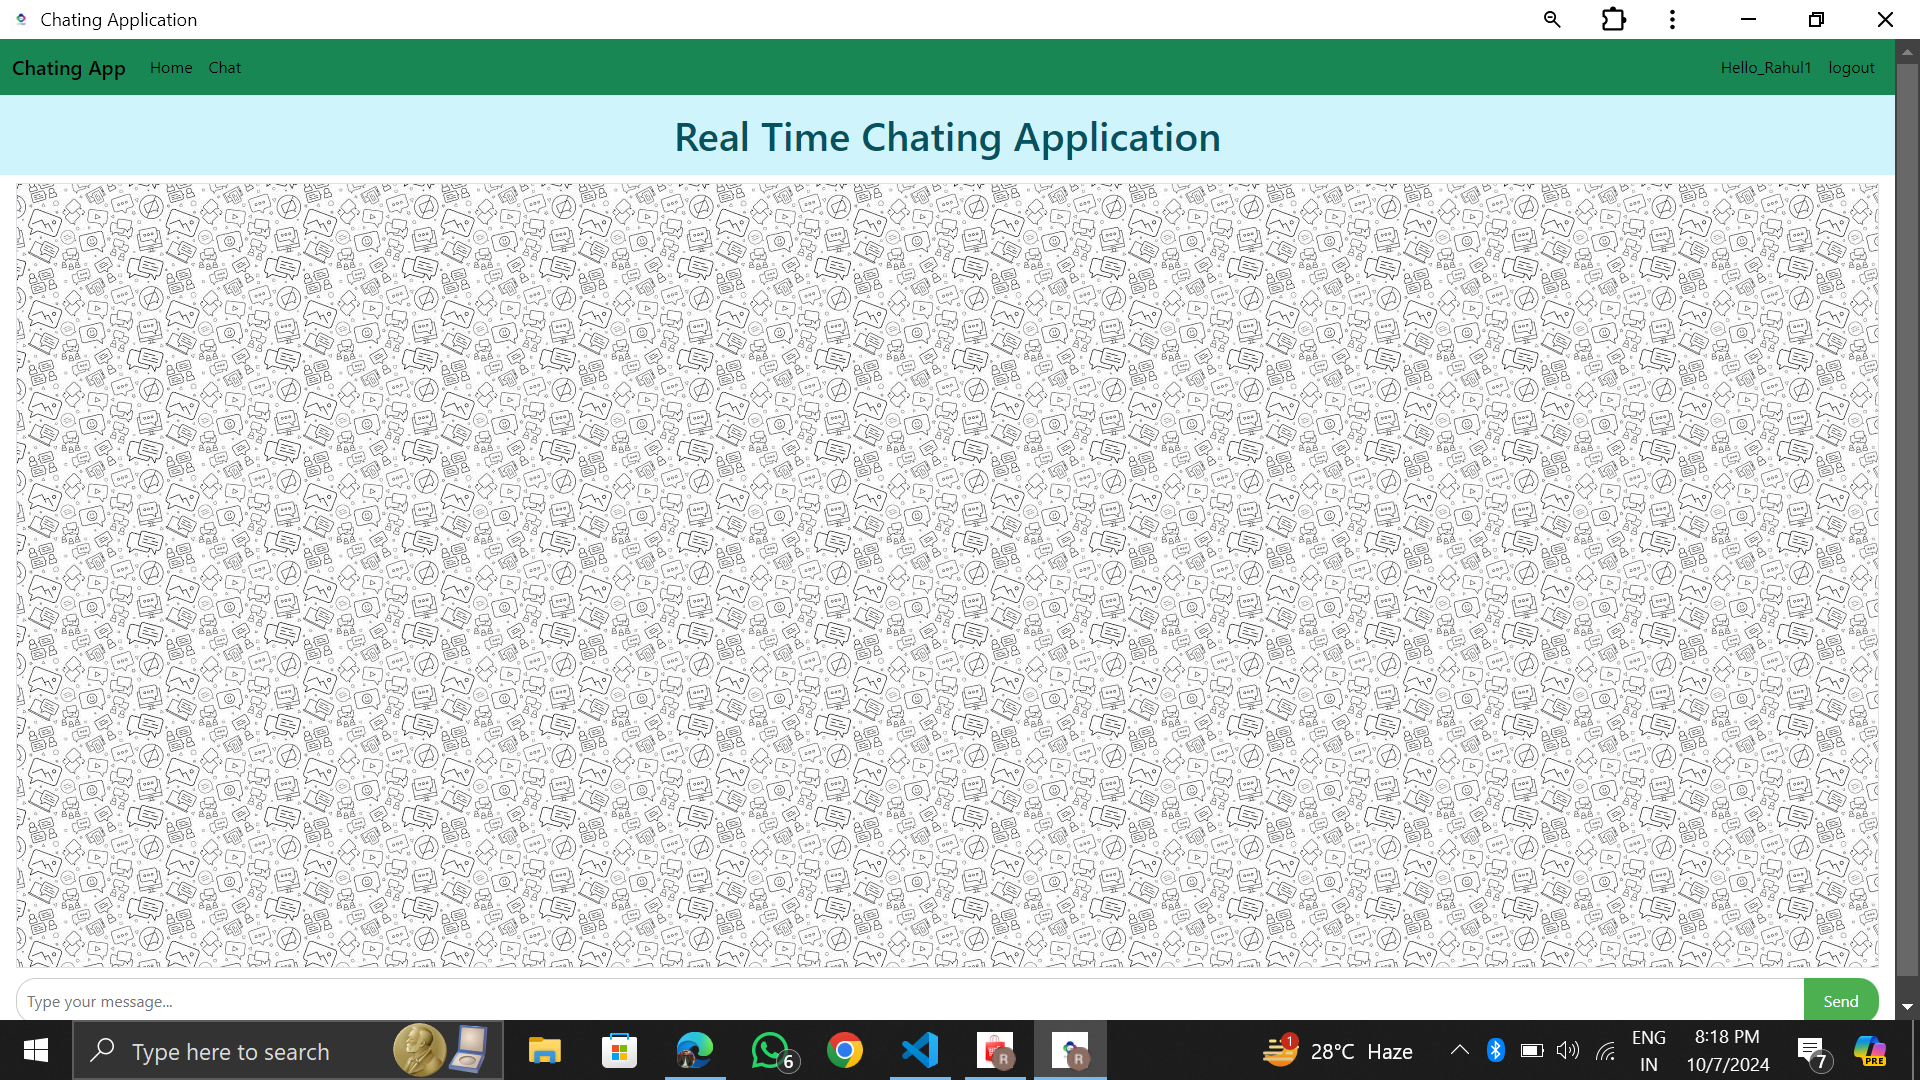 Chating Application
Chating App Home Chat Hello_Rahul1 logout
Real Time Chating Application
Type your message... Send
Type here to search 6 R R 1 28°C Haze ENG 8:18 PM 7 PRE
IN 10/7/2024